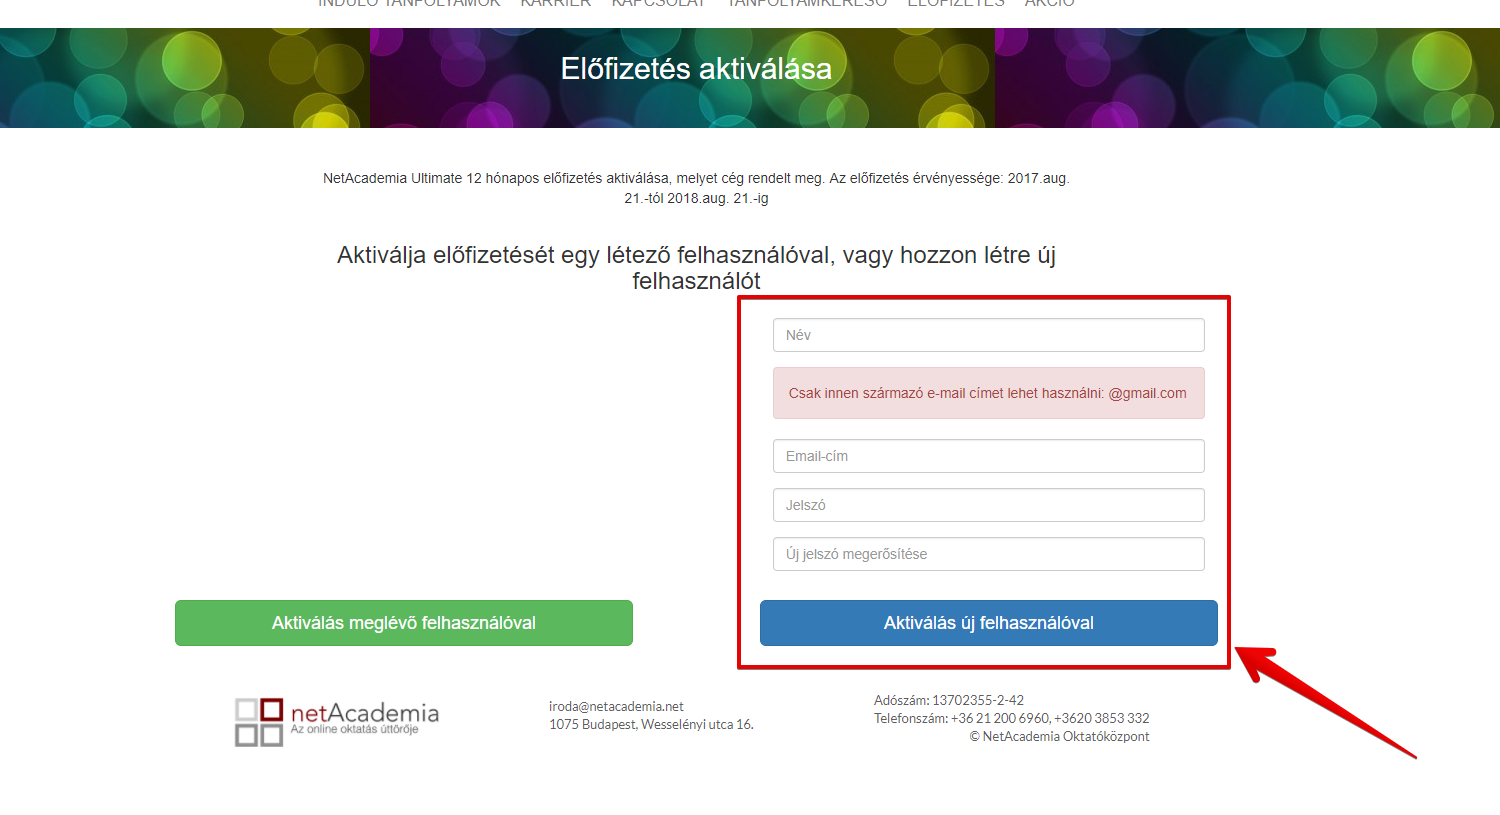 INDULÓ TANFOLYAMOK KARRIER KAPCSOLAT TANFOLYAMKERESŐ ELŐFIZETÉS AKCIÓ
Előfizetés aktiválása
NetAcademia Ultimate 12 hónapos előfizetés aktiválása, melyet cég rendelt meg. Az előfizetés érvényessége: 2017.aug.
21.-tól 2018.aug. 21.-ig
Aktiválja előfizetését egy létező felhasználóval, vagy hozzon létre új
felhasználót
Név
Csak innen származó e-mail címet lehet használni: @gmail.com
Email-cím
Jelszó
Új jelszó megerősítése
Aktiválás meglévő felhasználóval
Aktiválás új felhasználóval
netAcademia
Az online oktatás úttörője
iroda@netacademia.net
1075 Budapest, Wesselényi utca 16.
Adószám: 13702355-2-42
Telefonszám: +36 21 200 6960, +3620 3853 332
© NetAcademia Oktatóközpont